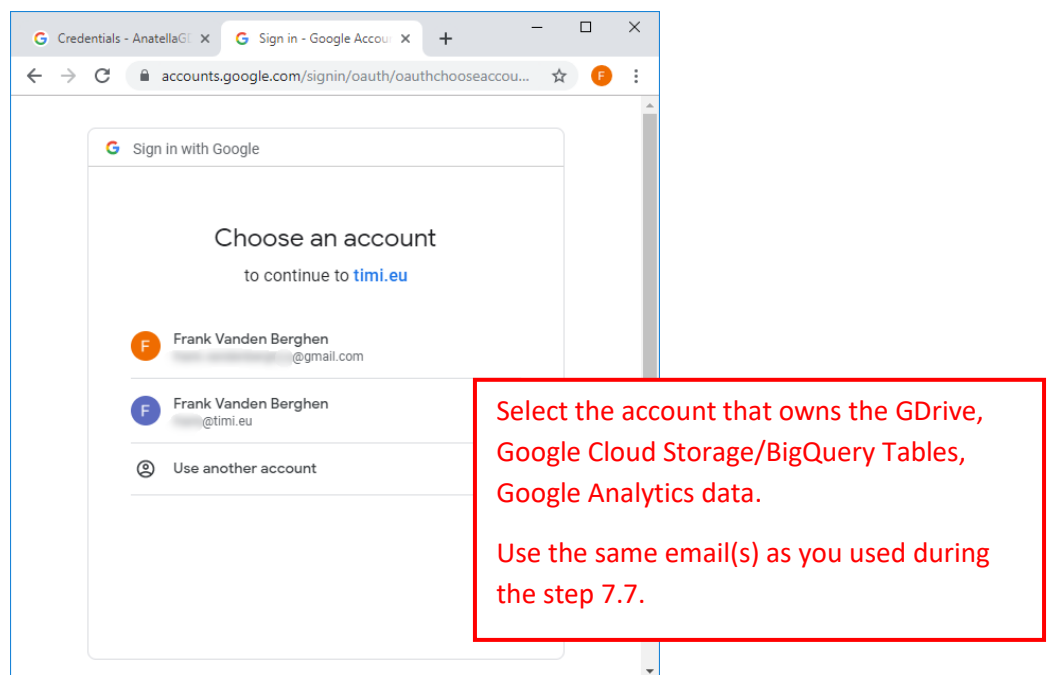 Credentials - AnatellaG
Sign in - Google Accou
accounts.google.com/signin/oauth/oauthchooseaccou...
F
Sign in with Google
Choose an account
to continue to timi.eu
F
Frank Vanden Berghen
@gmail.com
F
Frank Vanden Berghen
@timi.eu
Use another account
Select the account that owns the GDrive,
Google Cloud Storage/BigQuery Tables,
Google Analytics data.
Use the same email(s) as you used during
the step 7.7.